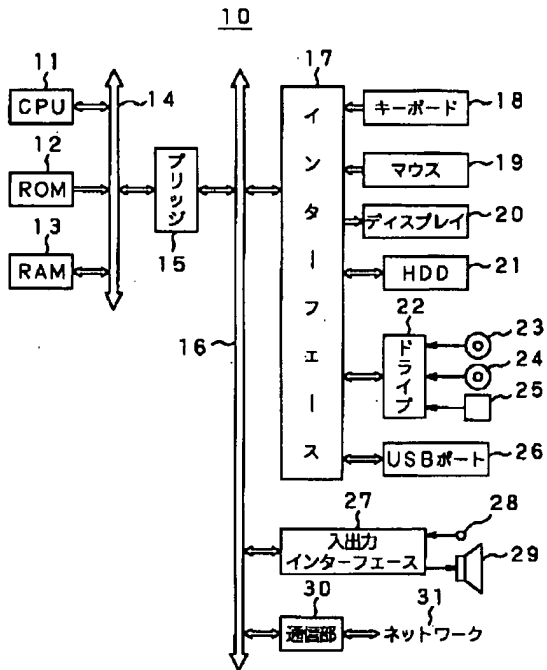 10
11
CPU
12
ROM
13
RAM
14
ブリッジ
15
16
17
インターフェース
キーボード 18
マウス 19
ディスプレイ 20
HDD 21
22
ドライブ
23
24
25
USBポート 26
27
入出力
インターフェース
28
29
30
通信部
31
ネットワーク